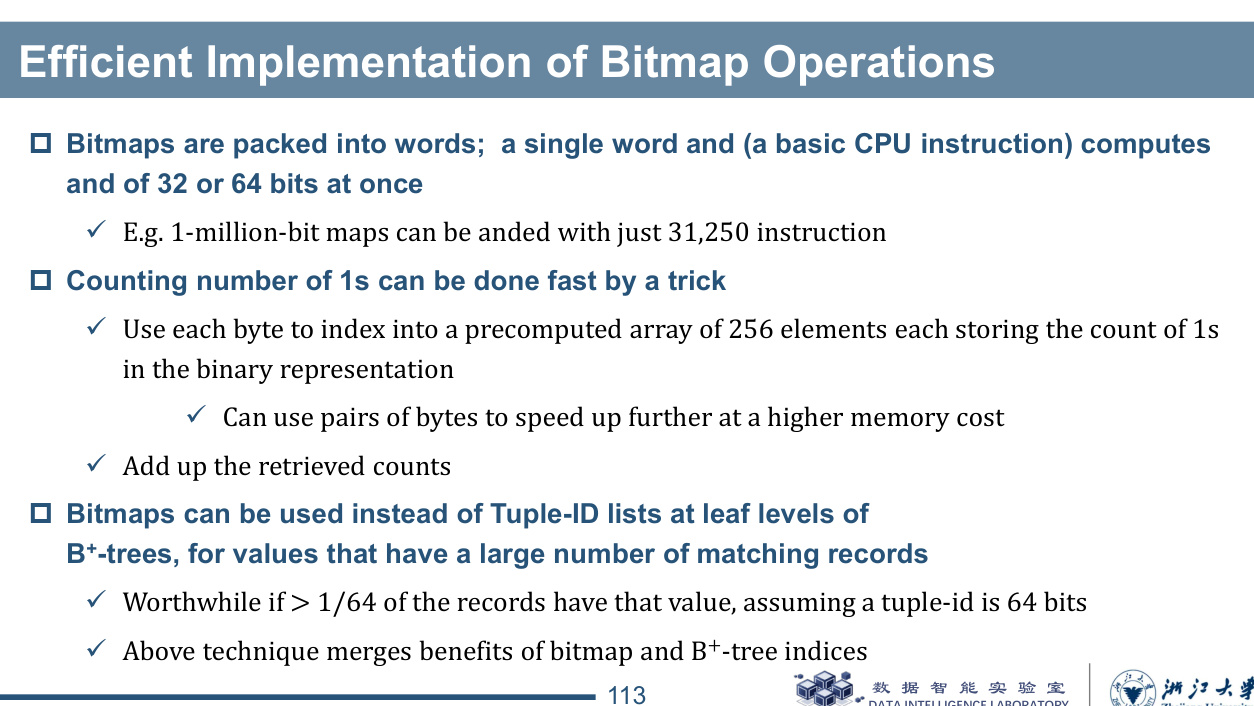 Efficient Implementation of Bitmap Operations
Bitmaps are packed into words;  a single word and (a basic CPU instruction) computes
and of 32 or 64 bits at once
E.g. 1-million-bit maps can be anded with just 31,250 instruction
Counting number of 1s can be done fast by a trick
Use each byte to index into a precomputed array of 256 elements each storing the count of 1s
in the binary representation
Can use pairs of bytes to speed up further at a higher memory cost
Add up the retrieved counts
Bitmaps can be used instead of Tuple-ID lists at leaf levels of
B⁺-trees, for values that have a large number of matching records
Worthwhile if > 1/64 of the records have that value, assuming a tuple-id is 64 bits
Above technique merges benefits of bitmap and B⁺-tree indices
113
数据智能实验室
DATA INTELLIGENCE LABORATORY
浙江大学